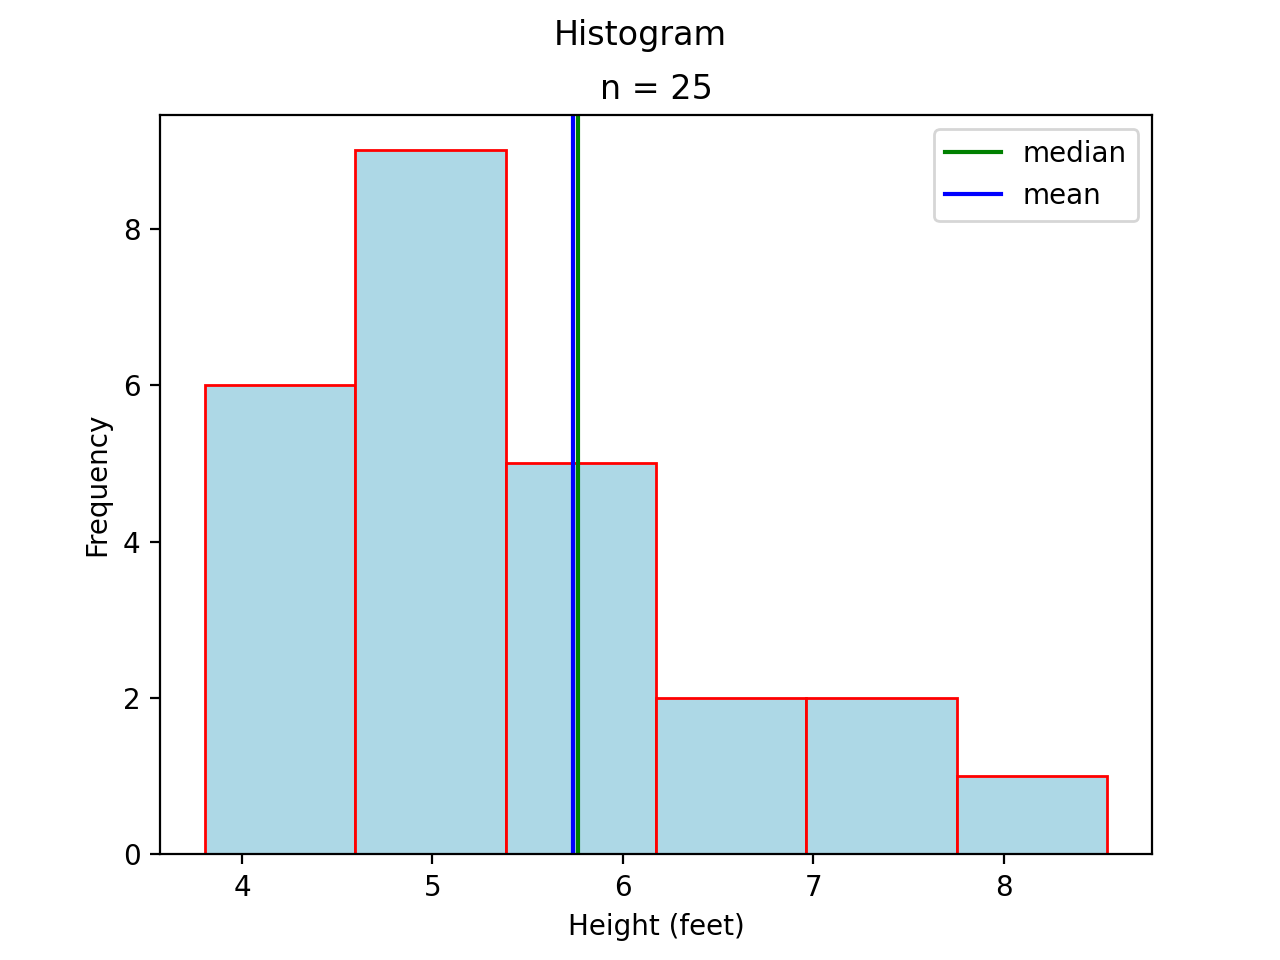 Histogram
n = 25
median
mean
8
6
4
2
0
Frequency
4 5 6 7 8
Height (feet)